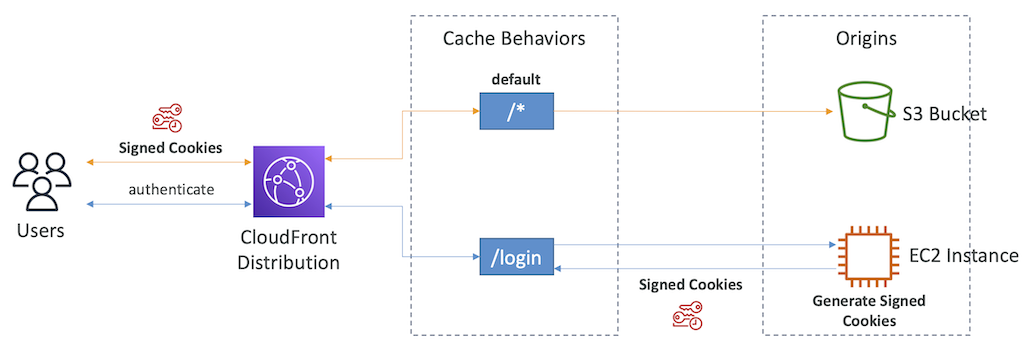 Cache Behaviors
Origins
default
/*
S3 Bucket
Signed Cookies
authenticate
Users
CloudFront
Distribution
/login
EC2 Instance
Signed Cookies
Generate Signed
Cookies